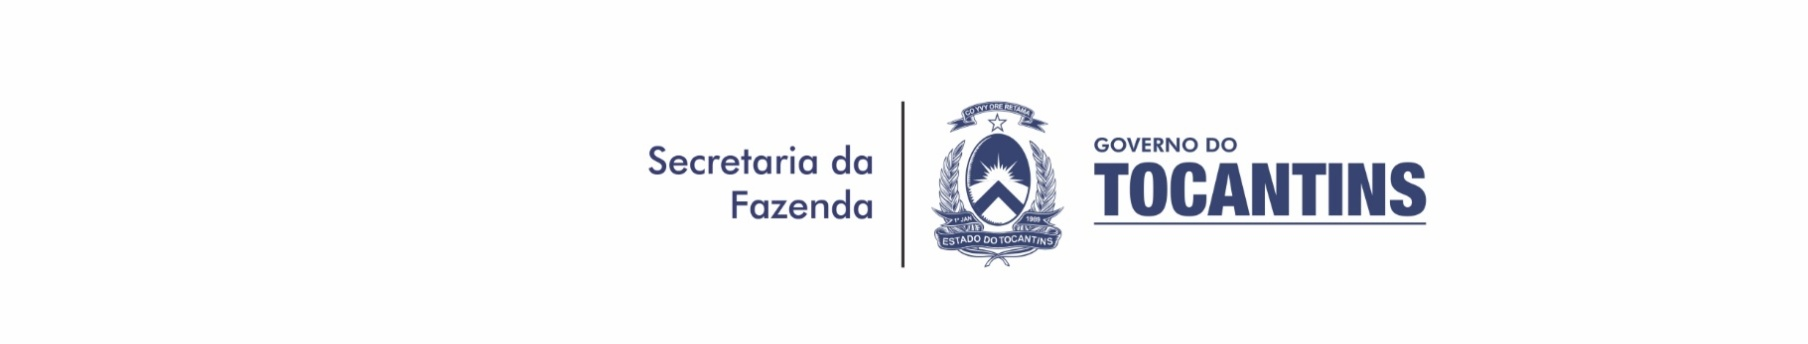 Secretaria da
Fazenda
CO YVY ORE RETAMA
1º JAN 1989
ESTADO DO TOCANTINS
GOVERNO DO
TOCANTINS